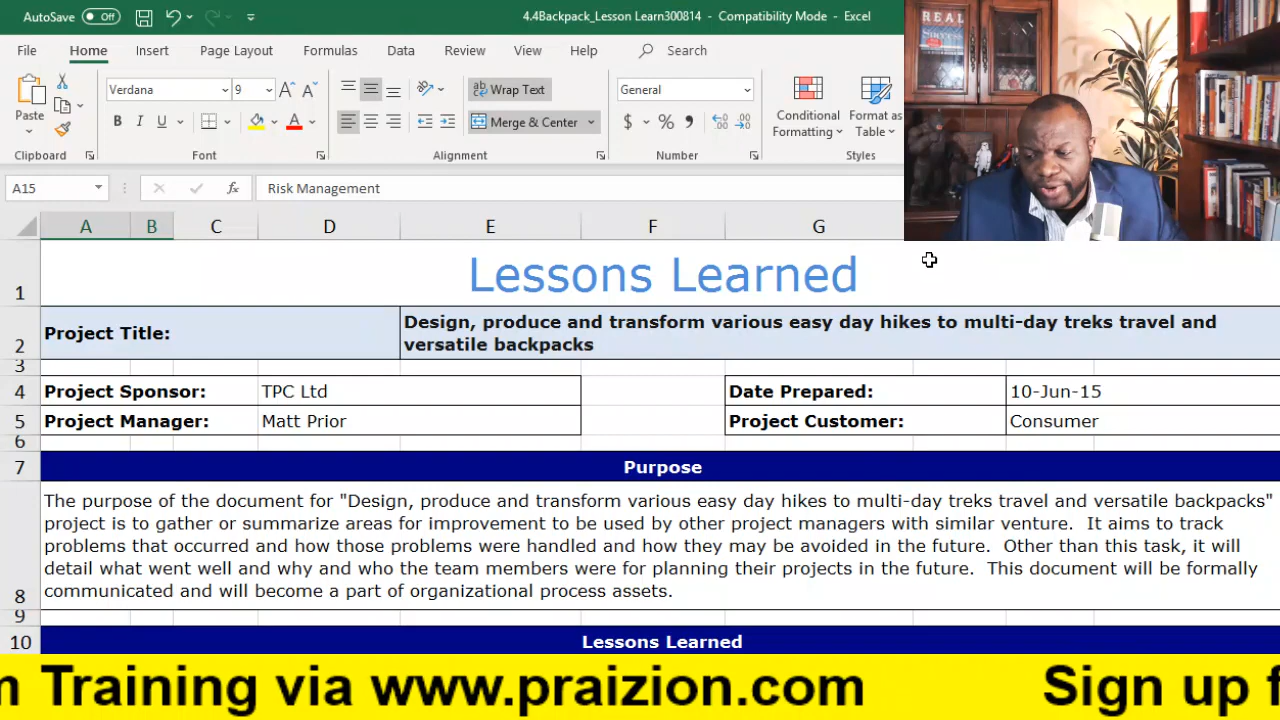 AutoSave Off 4.4Backpack_Lesson Learn300814 - Compatibility Mode - Excel
File Home Insert Page Layout Formulas Data Review View Help Search
Verdana 9 A A ab Wrap Text General
Paste B I U A Merge & Center $ % 9 .00 Conditional Formatting Format as Table
Clipboard Font Alignment Number Styles
A15 fx Risk Management
A B C D E F G
1 Lessons Learned
2 Project Title: Design, produce and transform various easy day hikes to multi-day treks travel and
versatile backpacks
3
4 Project Sponsor: TPC Ltd Date Prepared: 10-Jun-15
5 Project Manager: Matt Prior Project Customer: Consumer
6
7 Purpose
The purpose of the document for "Design, produce and transform various easy day hikes to multi-day treks travel and versatile backpacks"
project is to gather or summarize areas for improvement to be used by other project managers with similar venture. It aims to track
problems that occurred and how those problems were handled and how they may be avoided in the future. Other than this task, it will
detail what went well and why and who the team members were for planning their projects in the future. This document will be formally
8 communicated and will become a part of organizational process assets.
9
10 Lessons Learned
m Training via www.praizion.com Sign up f
REAL
Success